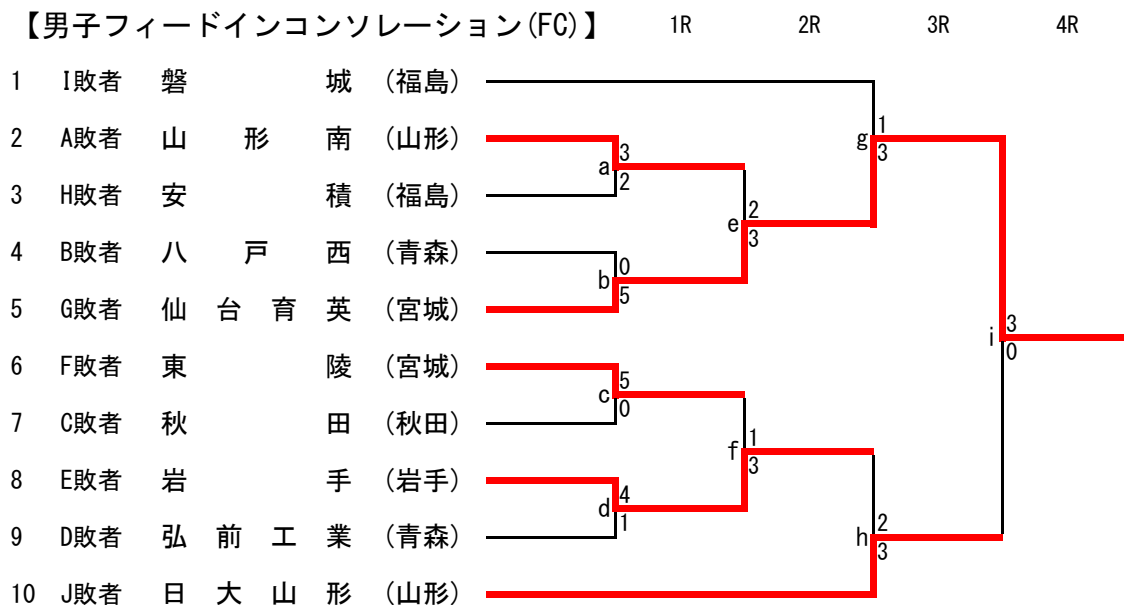 【男子フィードインコンソレーション(FC)】 1R 2R 3R 4R
1 I敗者 磐城 (福島)
g 1 3
2 A敗者 山形南 (山形)
a 3 2
3 H敗者 安積 (福島)
e 2 3
4 B敗者 八戸西 (青森)
b 0 5
5 G敗者 仙台育英 (宮城)
i 3 0
6 F敗者 東陵 (宮城)
c 5 0
7 C敗者 秋田 (秋田)
f 1 3
8 E敗者 岩手 (岩手)
d 4 1
9 D敗者 弘前工業 (青森)
h 2 3
10 J敗者 日大山形 (山形)